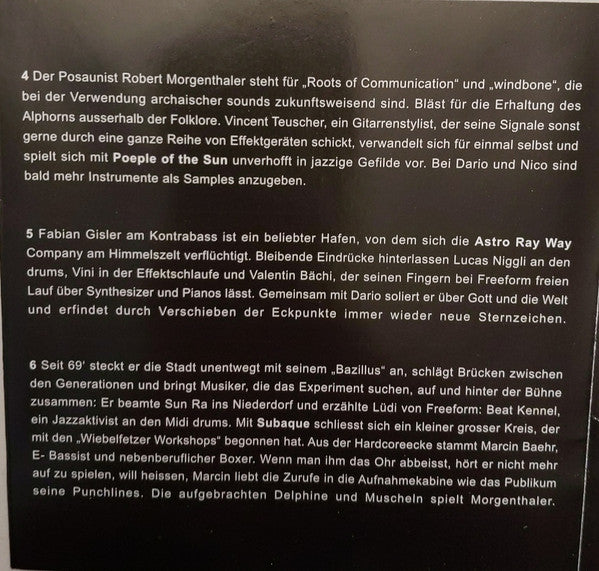 4 Der Posaunist Robert Morgenthaler steht für „Roots of Communication“ und „windbone“, die
bei der Verwendung archaischer sounds zukunftsweisend sind. Bläst für die Erhaltung des
Alphorns ausserhalb der Folklore. Vincent Teuscher, ein Gitarrenstylist, der seine Signale sonst
gerne durch eine ganze Reihe von Effektgeräten schickt, verwandelt sich für einmal selbst und
spielt sich mit Poeple of the Sun unverhofft in jazzige Gefilde vor. Bei Dario und Nico sind
bald mehr Instrumente als Samples anzugeben.
5 Fabian Gisler am Kontrabass ist ein beliebter Hafen, von dem sich die Astro Ray Way
Company am Himmelszelt verflüchtigt. Bleibende Eindrücke hinterlassen Lucas Niggli an den
drums, Vini in der Effektschlaufe und Valentin Bächi, der seinen Fingern bei Freeform freien
Lauf über Synthesizer und Pianos lässt. Gemeinsam mit Dario soliert er über Gott und die Welt
und erfindet durch Verschieben der Eckpunkte immer wieder neue Sternzeichen.
6 Seit 69' steckt er die Stadt unentwegt mit seinem „Bazillus“ an, schlägt Brücken zwischen
den Generationen und bringt Musiker, die das Experiment suchen, auf und hinter der Bühne
zusammen: Er beamte Sun Ra ins Niederdorf und erzählte Lüdi von Freeform: Beat Kennel,
ein Jazzaktivist an den Midi drums. Mit Subaque schliesst sich ein kleiner grosser Kreis, der
mit den „Wiebelfetzer Workshops“ begonnen hat. Aus der Hardcoreecke stammt Marcin Baehr,
E- Bassist und nebenberuflicher Boxer. Wenn man ihm das Ohr abbeisst, hört er nicht mehr
auf zu spielen, will heissen, Marcin liebt die Zurufe in die Aufnahmekabine wie das Publikum
seine Punchlines. Die aufgebrachten Delphine und Muscheln spielt Morgenthaler.